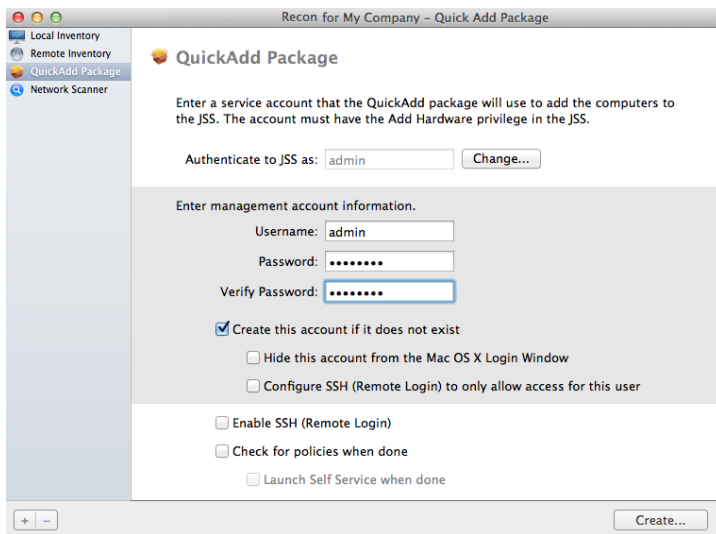 Recon for My Company – Quick Add Package
Local Inventory
Remote Inventory
QuickAdd Package
Network Scanner
QuickAdd Package
Enter a service account that the QuickAdd package will use to add the computers to
the JSS. The account must have the Add Hardware privilege in the JSS.
Authenticate to JSS as: admin Change...
Enter management account information.
Username: admin
Password: ••••••••
Verify Password: ••••••••
Create this account if it does not exist
Hide this account from the Mac OS X Login Window
Configure SSH (Remote Login) to only allow access for this user
Enable SSH (Remote Login)
Check for policies when done
Launch Self Service when done
+ – Create...